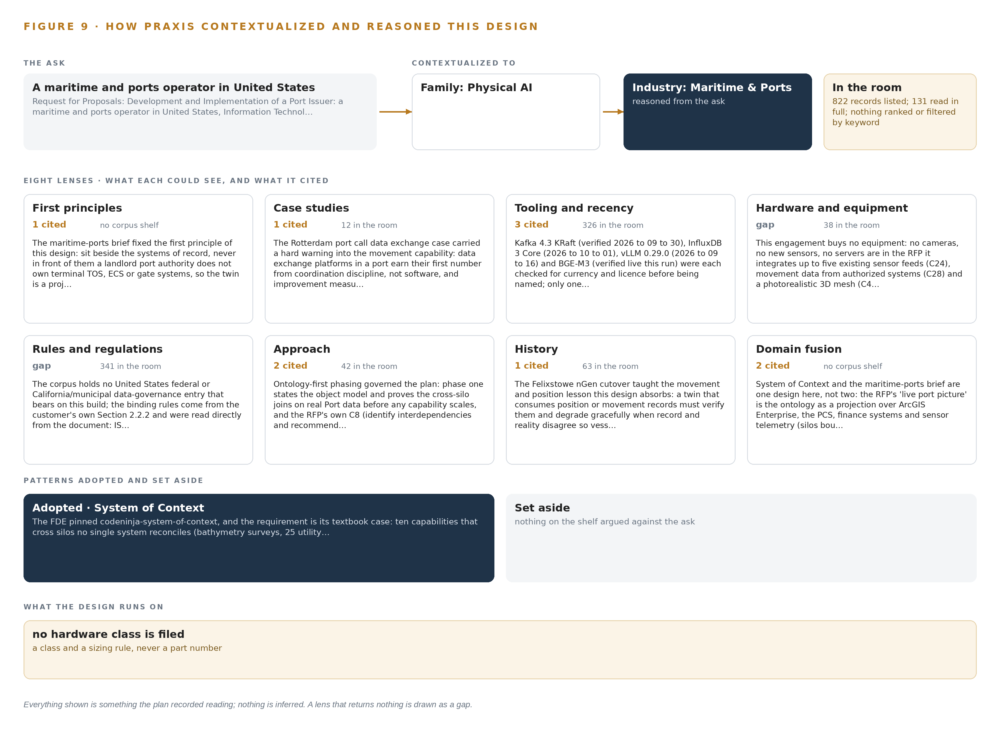 FIGURE 9 · HOW PRAXIS CONTEXTUALIZED AND REASONED THIS DESIGN
THE ASK
A maritime and ports operator in United States
Request for Proposals: Development and Implementation of a Port Issuer: a
maritime and ports operator in United States, Information Technol...
CONTEXTUALIZED TO
Family: Physical AI
Industry: Maritime & Ports
reasoned from the ask
In the room
822 records listed; 131 read in
full; nothing ranked or filtered
by keyword
EIGHT LENSES · WHAT EACH COULD SEE, AND WHAT IT CITED
First principles
1 cited no corpus shelf
The maritime-ports brief fixed the first principle of
this design: sit beside the systems of record, never
in front of them a landlord port authority does not
own terminal TOS, ECS or gate systems, so the twin
is a proj...
Case studies
1 cited 12 in the room
The Rotterdam port call data exchange case carried
a hard warning into the movement capability: data
exchange platforms in a port earn their first number
from coordination discipline, not software, and
improvement measu...
Tooling and recency
3 cited 326 in the room
Kafka 4.3 KRaft (verified 2026 to 09 to 30), InfluxDB
3 Core (2026 to 10 to 01), vLLM 0.29.0 (2026 to 09
to 16) and BGE-M3 (verified live this run) were each
checked for currency and licence before being
named; only one...
Hardware and equipment
gap 38 in the room
This engagement buys no equipment: no cameras,
no new sensors, no servers are in the RFP it
integrates up to five existing sensor feeds (C24),
movement data from authorized systems (C28) and
a photorealistic 3D mesh (C4...
Rules and regulations
gap 341 in the room
The corpus holds no United States federal or
California/municipal data-governance entry that
bears on this build; the binding rules come from the
customer's own Section 2.2.2 and were read directly
from the document: IS...
Approach
2 cited 42 in the room
Ontology-first phasing governed the plan: phase one
states the object model and proves the cross-silo
joins on real Port data before any capability scales,
and the RFP's own C8 (identify interdependencies
and recommend...
History
1 cited 63 in the room
The Felixstowe nGen cutover taught the movement
and position lesson this design absorbs: a twin that
consumes position or movement records must verify
them and degrade gracefully when record and
reality disagree so vess...
Domain fusion
2 cited no corpus shelf
System of Context and the maritime-ports brief are
one design here, not two: the RFP's 'live port picture'
is the ontology as a projection over ArcGIS
Enterprise, the PCS, finance systems and sensor
telemetry (silos bou...
PATTERNS ADOPTED AND SET ASIDE
Adopted · System of Context
The FDE pinned codeninja-system-of-context, and the requirement is its textbook case: ten capabilities that
cross silos no single system reconciles (bathymetry surveys, 25 utility...
Set aside
nothing on the shelf argued against the ask
WHAT THE DESIGN RUNS ON
no hardware class is filed
a class and a sizing rule, never a part number
Everything shown is something the plan recorded reading; nothing is inferred. A lens that returns nothing is drawn as a gap.